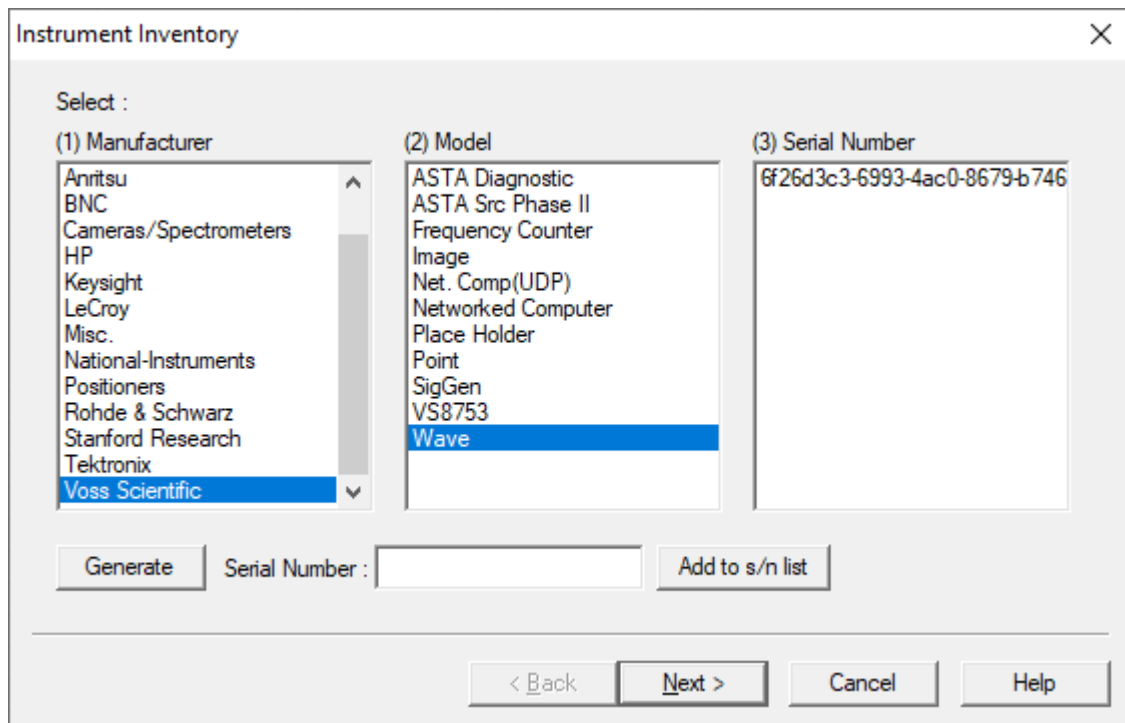 Instrument Inventory
Select :
(1) Manufacturer
Anritsu
BNC
Cameras/Spectrometers
HP
Keysight
LeCroy
Misc.
National-Instruments
Positioners
Rohde & Schwarz
Stanford Research
Tektronix
Voss Scientific
(2) Model
ASTA Diagnostic
ASTA Src Phase II
Frequency Counter
Image
Net. Comp(UDP)
Networked Computer
Place Holder
Point
SigGen
VS8753
Wave
(3) Serial Number
6f26d3c3-6993-4ac0-8679-b746
Generate
Serial Number :
Add to s/n list
< Back
Next >
Cancel
Help